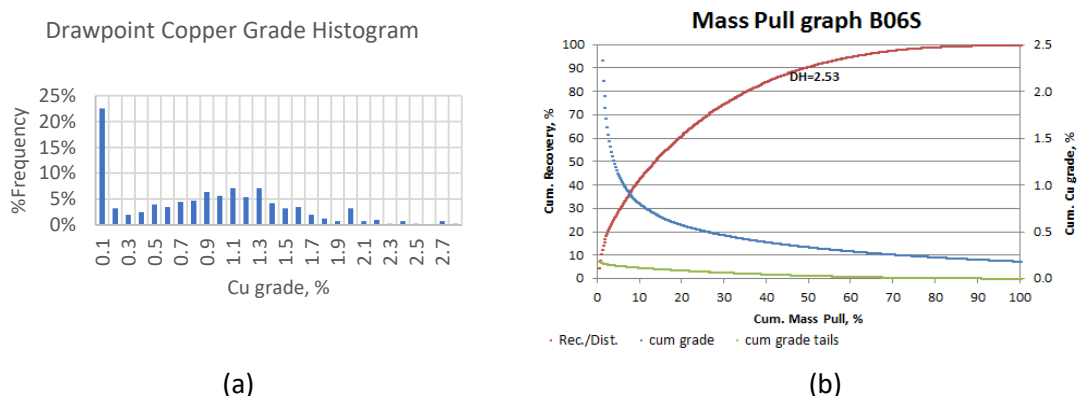 Drawpoint Copper Grade Histogram
25%
20%
15%
10%
5%
0%
%Frequency
0.1 0.3 0.5 0.7 0.9 1.1 1.3 1.5 1.7 1.9 2.1 2.3 2.5 2.7
Cu grade, %
(a)
Mass Pull graph B06S
100
90
80
70
60
50
40
30
20
10
0
Cum. Recovery, %
DH=2.53
2.5
2.0
1.5
1.0
0.5
0.0
Cum. Cu grade, %
0 10 20 30 40 50 60 70 80 90 100
Cum. Mass Pull, %
Rec./Dist. cum grade cum grade tails
(b)